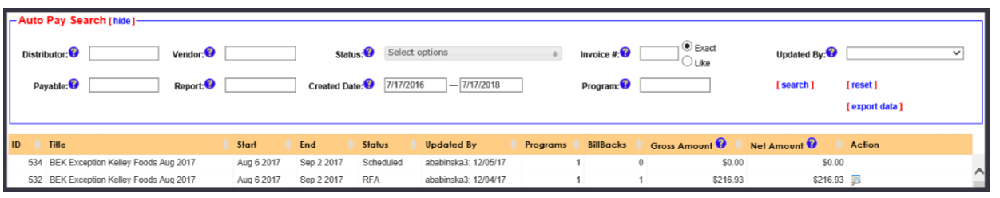 Auto Pay Search [ hide ]
Distributor: ? Vendor: ? Status: ? Select options Invoice #: ? Exact Updated By: ?
Like
Payable: ? Report: ? Created Date: ? 7/17/2016 — 7/17/2018 Program: ? [ search ] [ reset ]
[ export data ]
ID Title Start End Status Updated By Programs BillBacks Gross Amount ? Net Amount ? Action
534 BEK Exception Kelley Foods Aug 2017 Aug 6 2017 Sep 2 2017 Scheduled ababinska3: 12/05/17 1 0 $0.00 $0.00
532 BEK Exception Kelley Foods Aug 2017 Aug 6 2017 Sep 2 2017 RFA ababinska3: 12/04/17 1 1 $216.93 $216.93